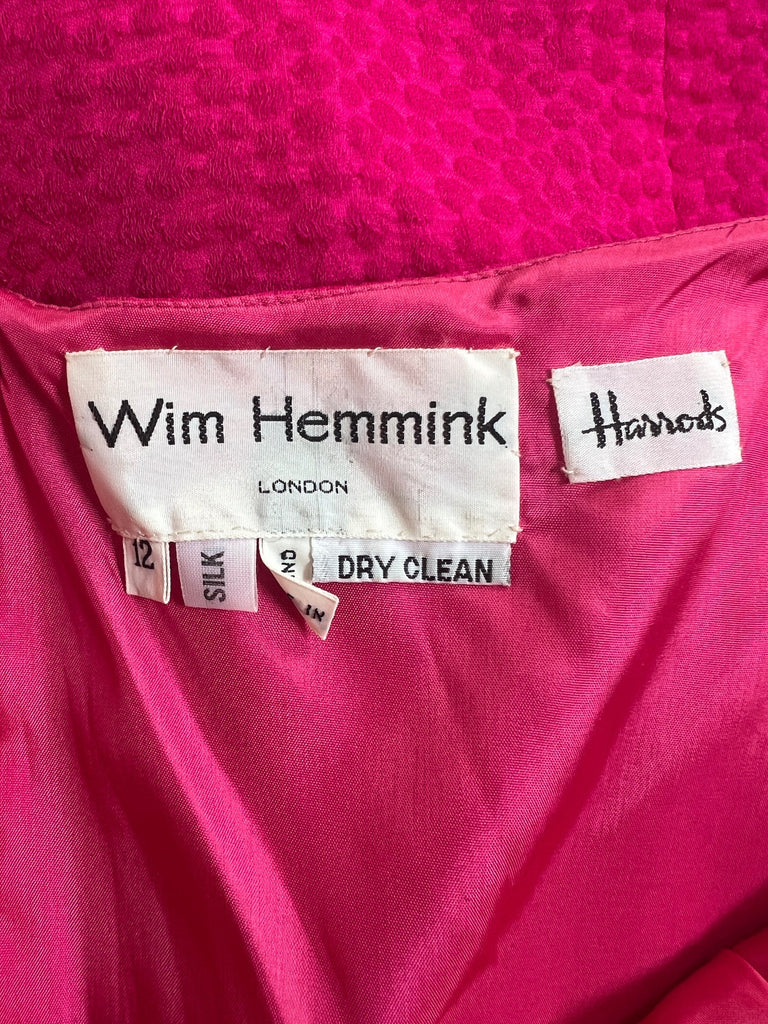 Wim Hemmink
LONDON
Harrods
12
SILK
DRY CLEAN